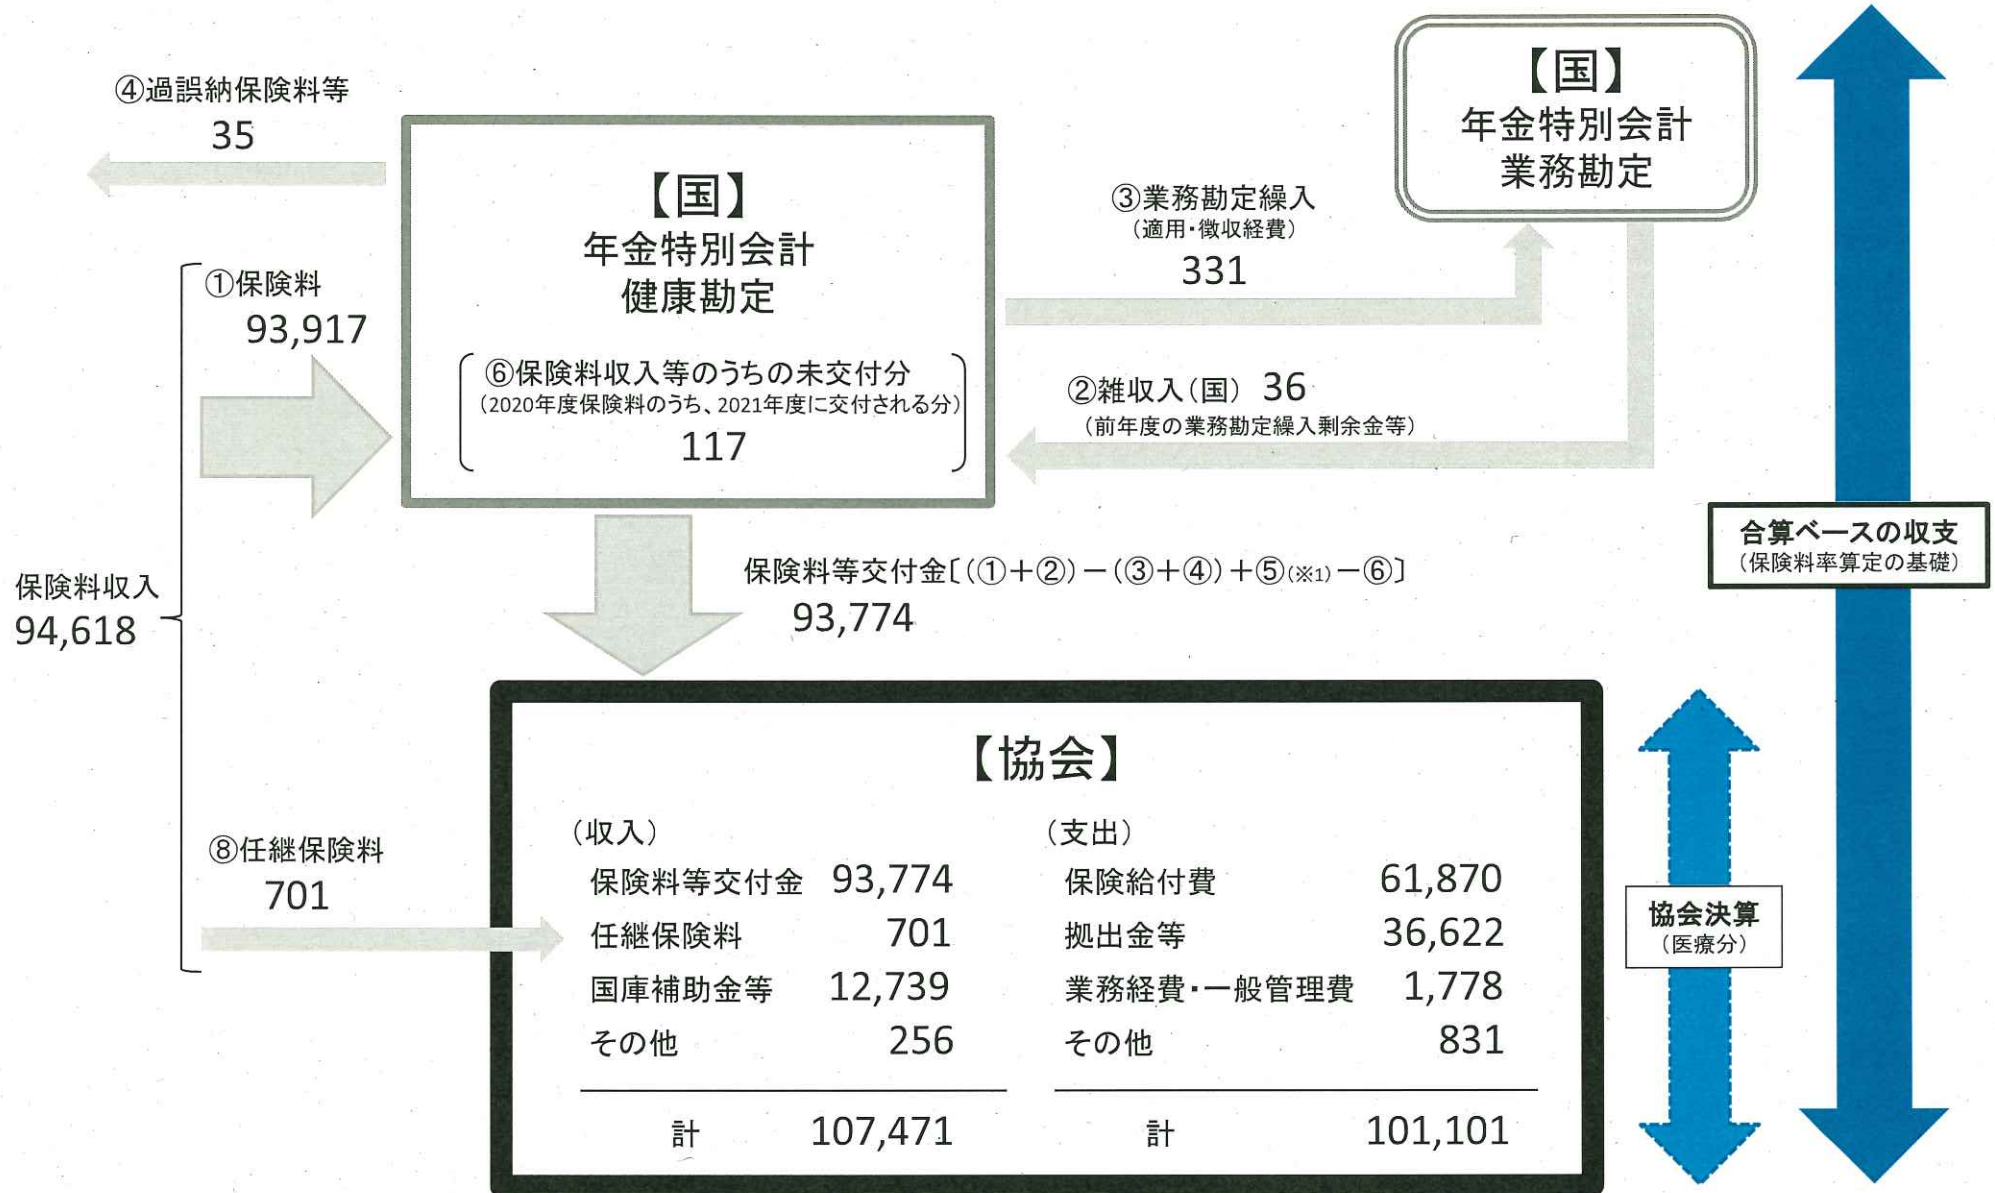 ④過誤納保険料等
35
【国】
年金特別会計
健康勘定
⑥保険料収入等のうちの未交付分
(2020年度保険料のうち、2021年度に交付される分)
117
【国】
年金特別会計
業務勘定
③業務勘定繰入
(適用・徴収経費)
331
②雑収入(国) 36
(前年度の業務勘定繰入剰余金等)
①保険料
93,917
保険料収入
94,618
保険料等交付金〔(①+②)-(③+④)+⑤(※1)-⑥〕
93,774
合算ベースの収支
(保険料率算定の基礎)
⑧任継保険料
701
【協会】
(収入)
保険料等交付金 93,774
任継保険料 701
国庫補助金等 12,739
その他 256
計 107,471
(支出)
保険給付費 61,870
拠出金等 36,622
業務経費・一般管理費 1,778
その他 831
計 101,101
協会決算
(医療分)